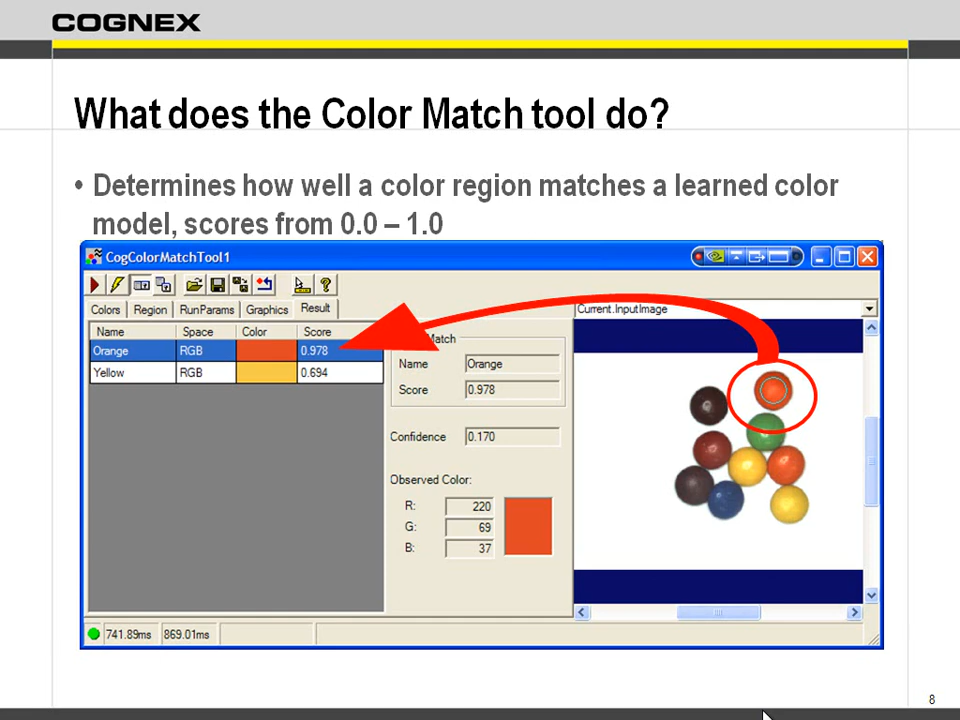 COGNEX
What does the Color Match tool do?
• Determines how well a color region matches a learned color
model, scores from 0.0 – 1.0
CogColorMatchTool1
Colors Region RunParams Graphics Result
Current.InputImage
Name Space Color Score
Orange RGB 0.978
Yellow RGB 0.694
Match
Name Orange
Score 0.978
Confidence 0.170
Observed Color:
R: 220
G: 69
B: 37
741.89ms 869.01ms
8